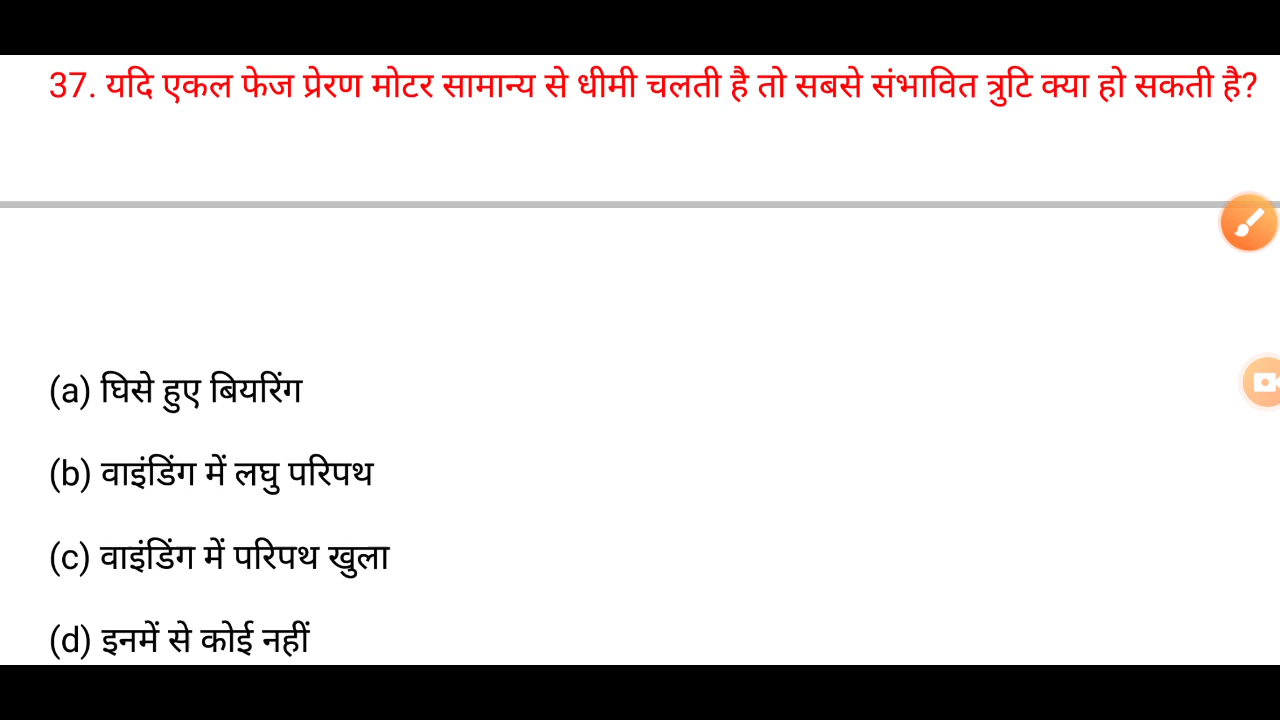 37. यदि एकल फेज प्रेरण मोटर सामान्य से धीमी चलती है तो सबसे संभावित त्रुटि क्या हो सकती है?
(a) घिसे हुए बियरिंग
(b) वाइंडिंग में लघु परिपथ
(c) वाइंडिंग में परिपथ खुला
(d) इनमें से कोई नहीं